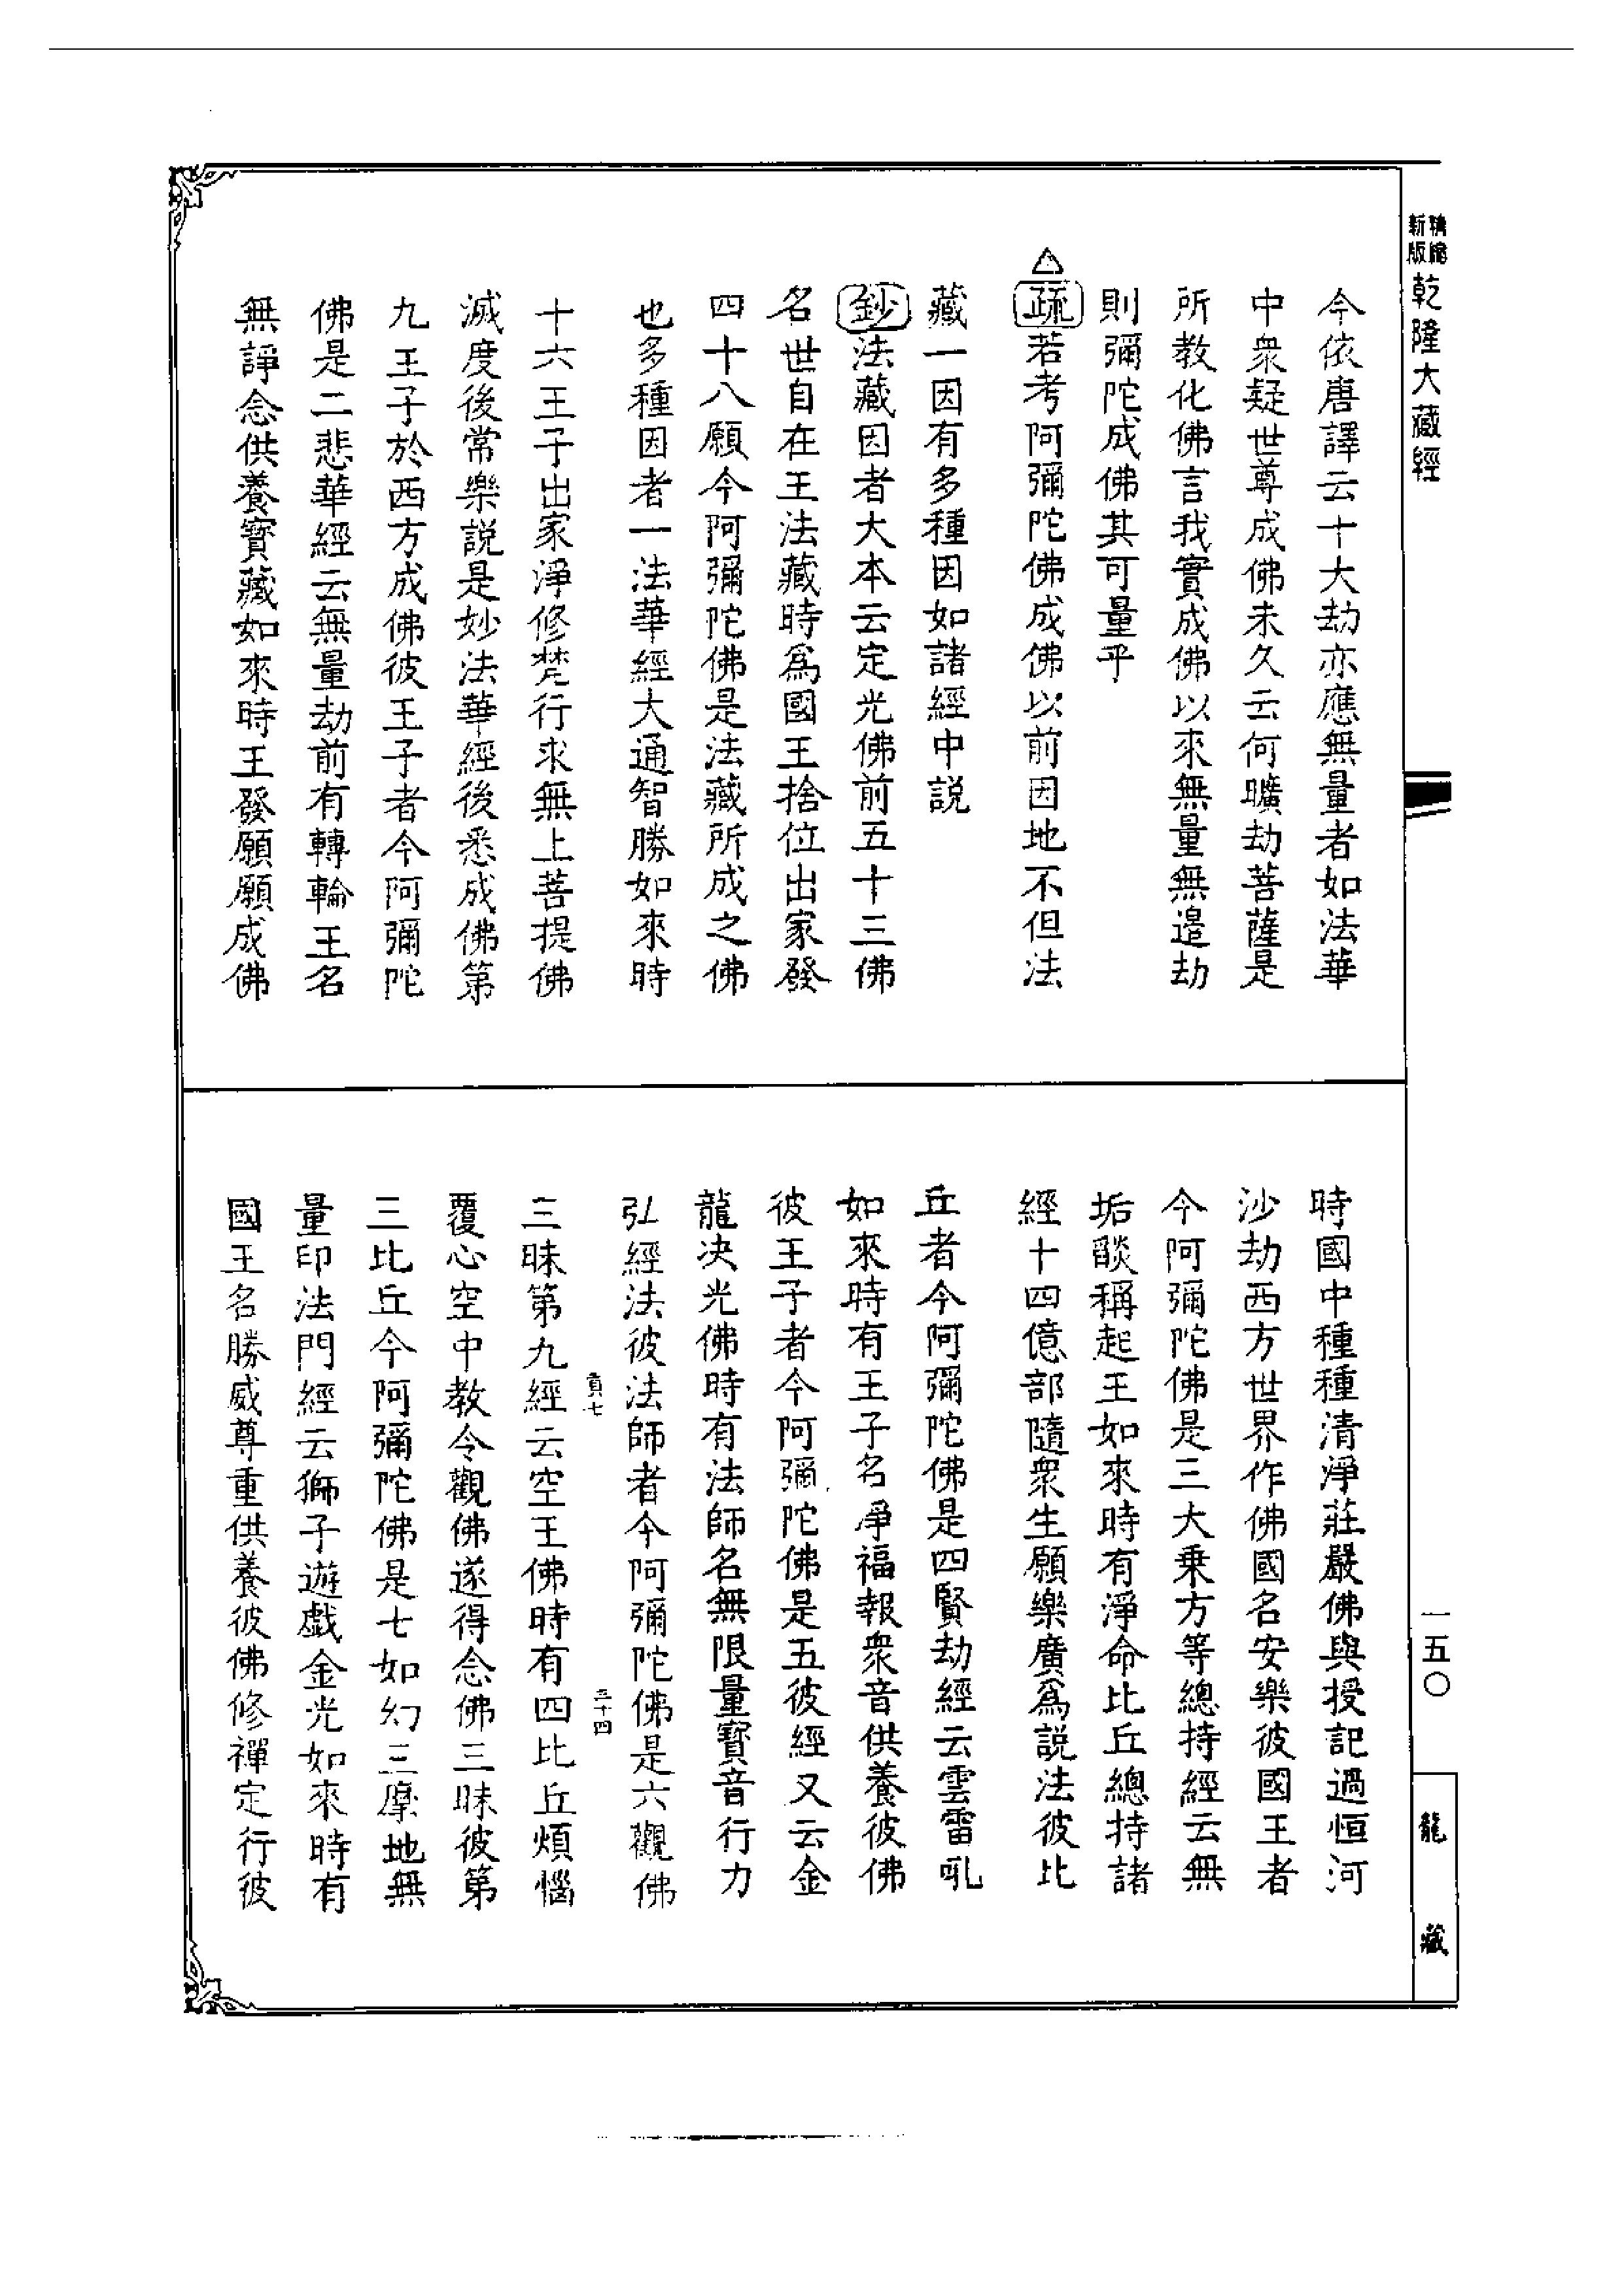 精縮新版乾隆大藏經
今依唐譯云十大劫亦應無量者如法華
中衆疑世尊成佛未久云何曠劫菩薩是
所教化佛言我實成佛以來無量無邉劫
則彌陀成佛其可量乎
△疏若考阿彌陀佛成佛以前因地不但法
藏一因有多種因如諸經中説
鈔法藏因者大本云定光佛前五十三佛
名世自在王法藏時爲國王捨位出家發
四十八願今阿彌陀佛是法藏所成之佛
也多種因者一法華經大通智勝如來時
十六王子出家淨修梵行求無上菩提佛
滅度後常樂説是妙法華經後悉成佛第
九王子於西方成佛彼王子者今阿彌陀
佛是二悲華經云無量劫前有轉輪王名
無諍念供養寳藏如來時王發願願成佛
時國中種種清淨莊嚴佛與授記過恒河
沙劫西方世界作佛國名安樂彼國王者
今阿彌陀佛是三大乗方等總持經云無
垢燄稱起王如來時有淨命比丘總持諸
經十四億部隨衆生願樂廣爲説法彼比
丘者今阿彌陀佛是四賢劫經云雲雷吼
如來時有王子名淨福報衆音供養彼佛
彼王子者今阿彌陀佛是五彼經又云金
龍决光佛時有法師名無限量寳音行力
弘經法彼法師者今阿彌陀佛是六觀佛
貢七
三十四
三昧第九經云空王佛時有四比丘煩惱
覆心空中教令觀佛遂得念佛三昧彼第
三比丘今阿彌陀佛是七如幻三摩地無
量印法門經云獅子遊戲金光如來時有
國王名勝威尊重供養彼佛修禪定行彼
一五〇
龍藏